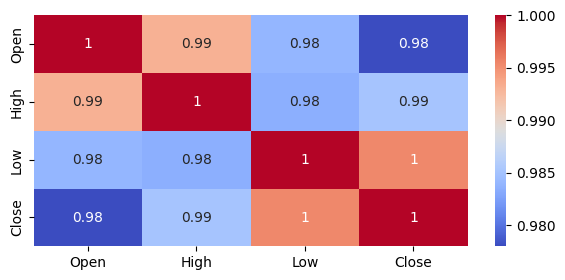 Open 1 0.99 0.98 0.98
High 0.99 1 0.98 0.99
Low 0.98 0.98 1 1
Close 0.98 0.99 1 1
Open High Low Close
1.000
0.995
0.990
0.985
0.980